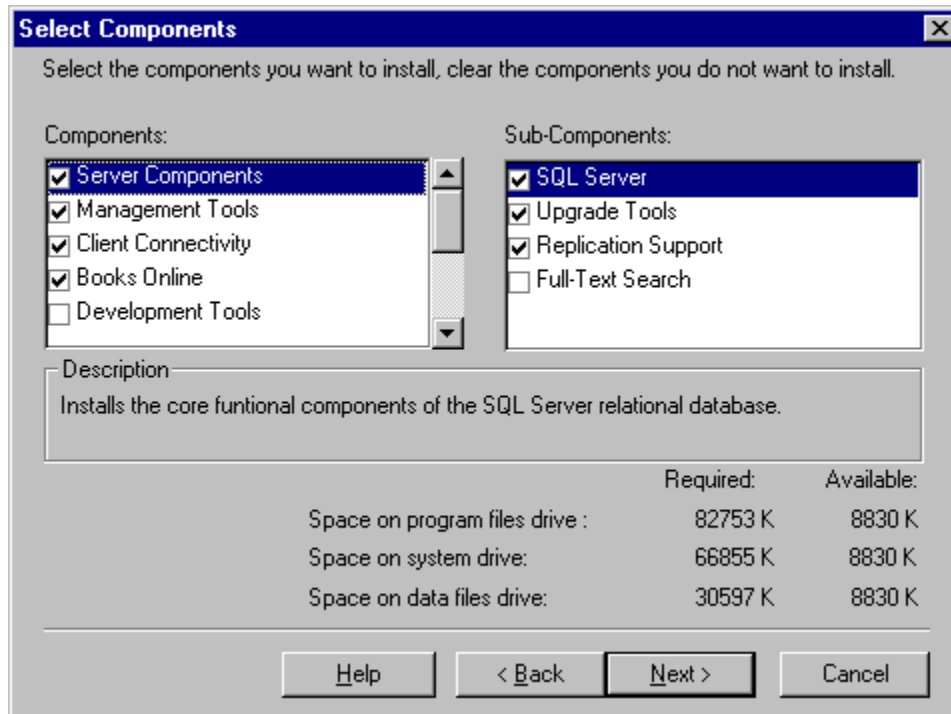 Select Components
Select the components you want to install, clear the components you do not want to install.
Components:
Server Components
Management Tools
Client Connectivity
Books Online
Development Tools
Sub-Components:
SQL Server
Upgrade Tools
Replication Support
Full-Text Search
Description
Installs the core funtional components of the SQL Server relational database.
Required: Available:
Space on program files drive : 82753 K 8830 K
Space on system drive: 66855 K 8830 K
Space on data files drive: 30597 K 8830 K
Help < Back Next > Cancel